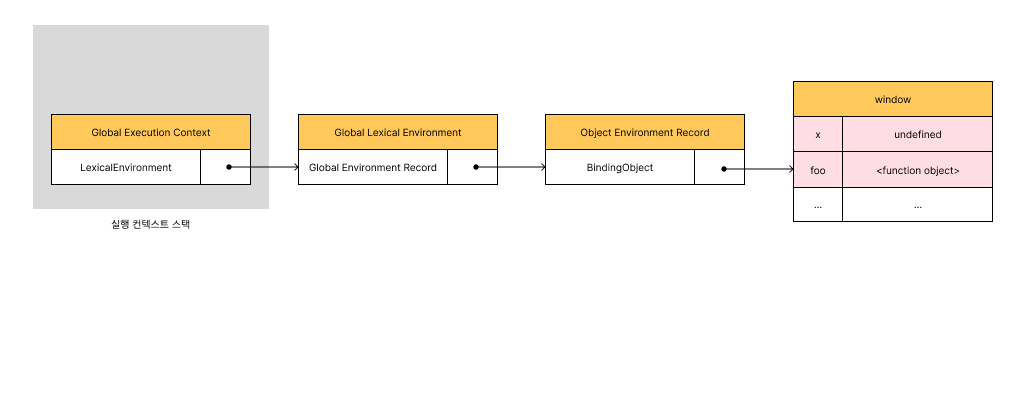 Global Execution Context
LexicalEnvironment
실행 컨텍스트 스택
Global Lexical Environment
Global Environment Record
Object Environment Record
BindingObject
window
x undefined
foo <function object>
... ...